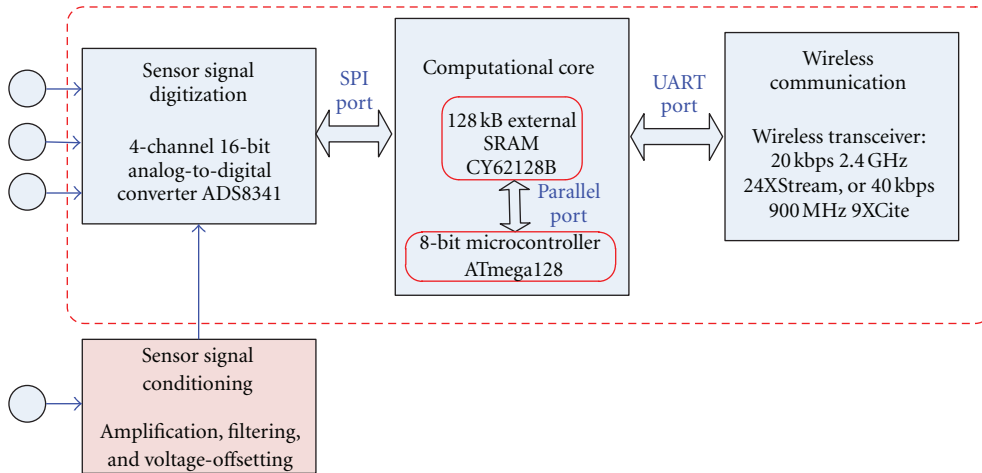 Sensor signal
digitization
4-channel 16-bit
analog-to-digital
converter ADS8341
SPI
port
Computational core
128 kB external
SRAM
CY62128B
Parallel
port
8-bit microcontroller
ATmega128
UART
port
Wireless
communication
Wireless transceiver:
20 kbps 2.4 GHz
24XStream, or 40 kbps
900 MHz 9XCite
Sensor signal
conditioning
Amplification, filtering,
and voltage-offsetting